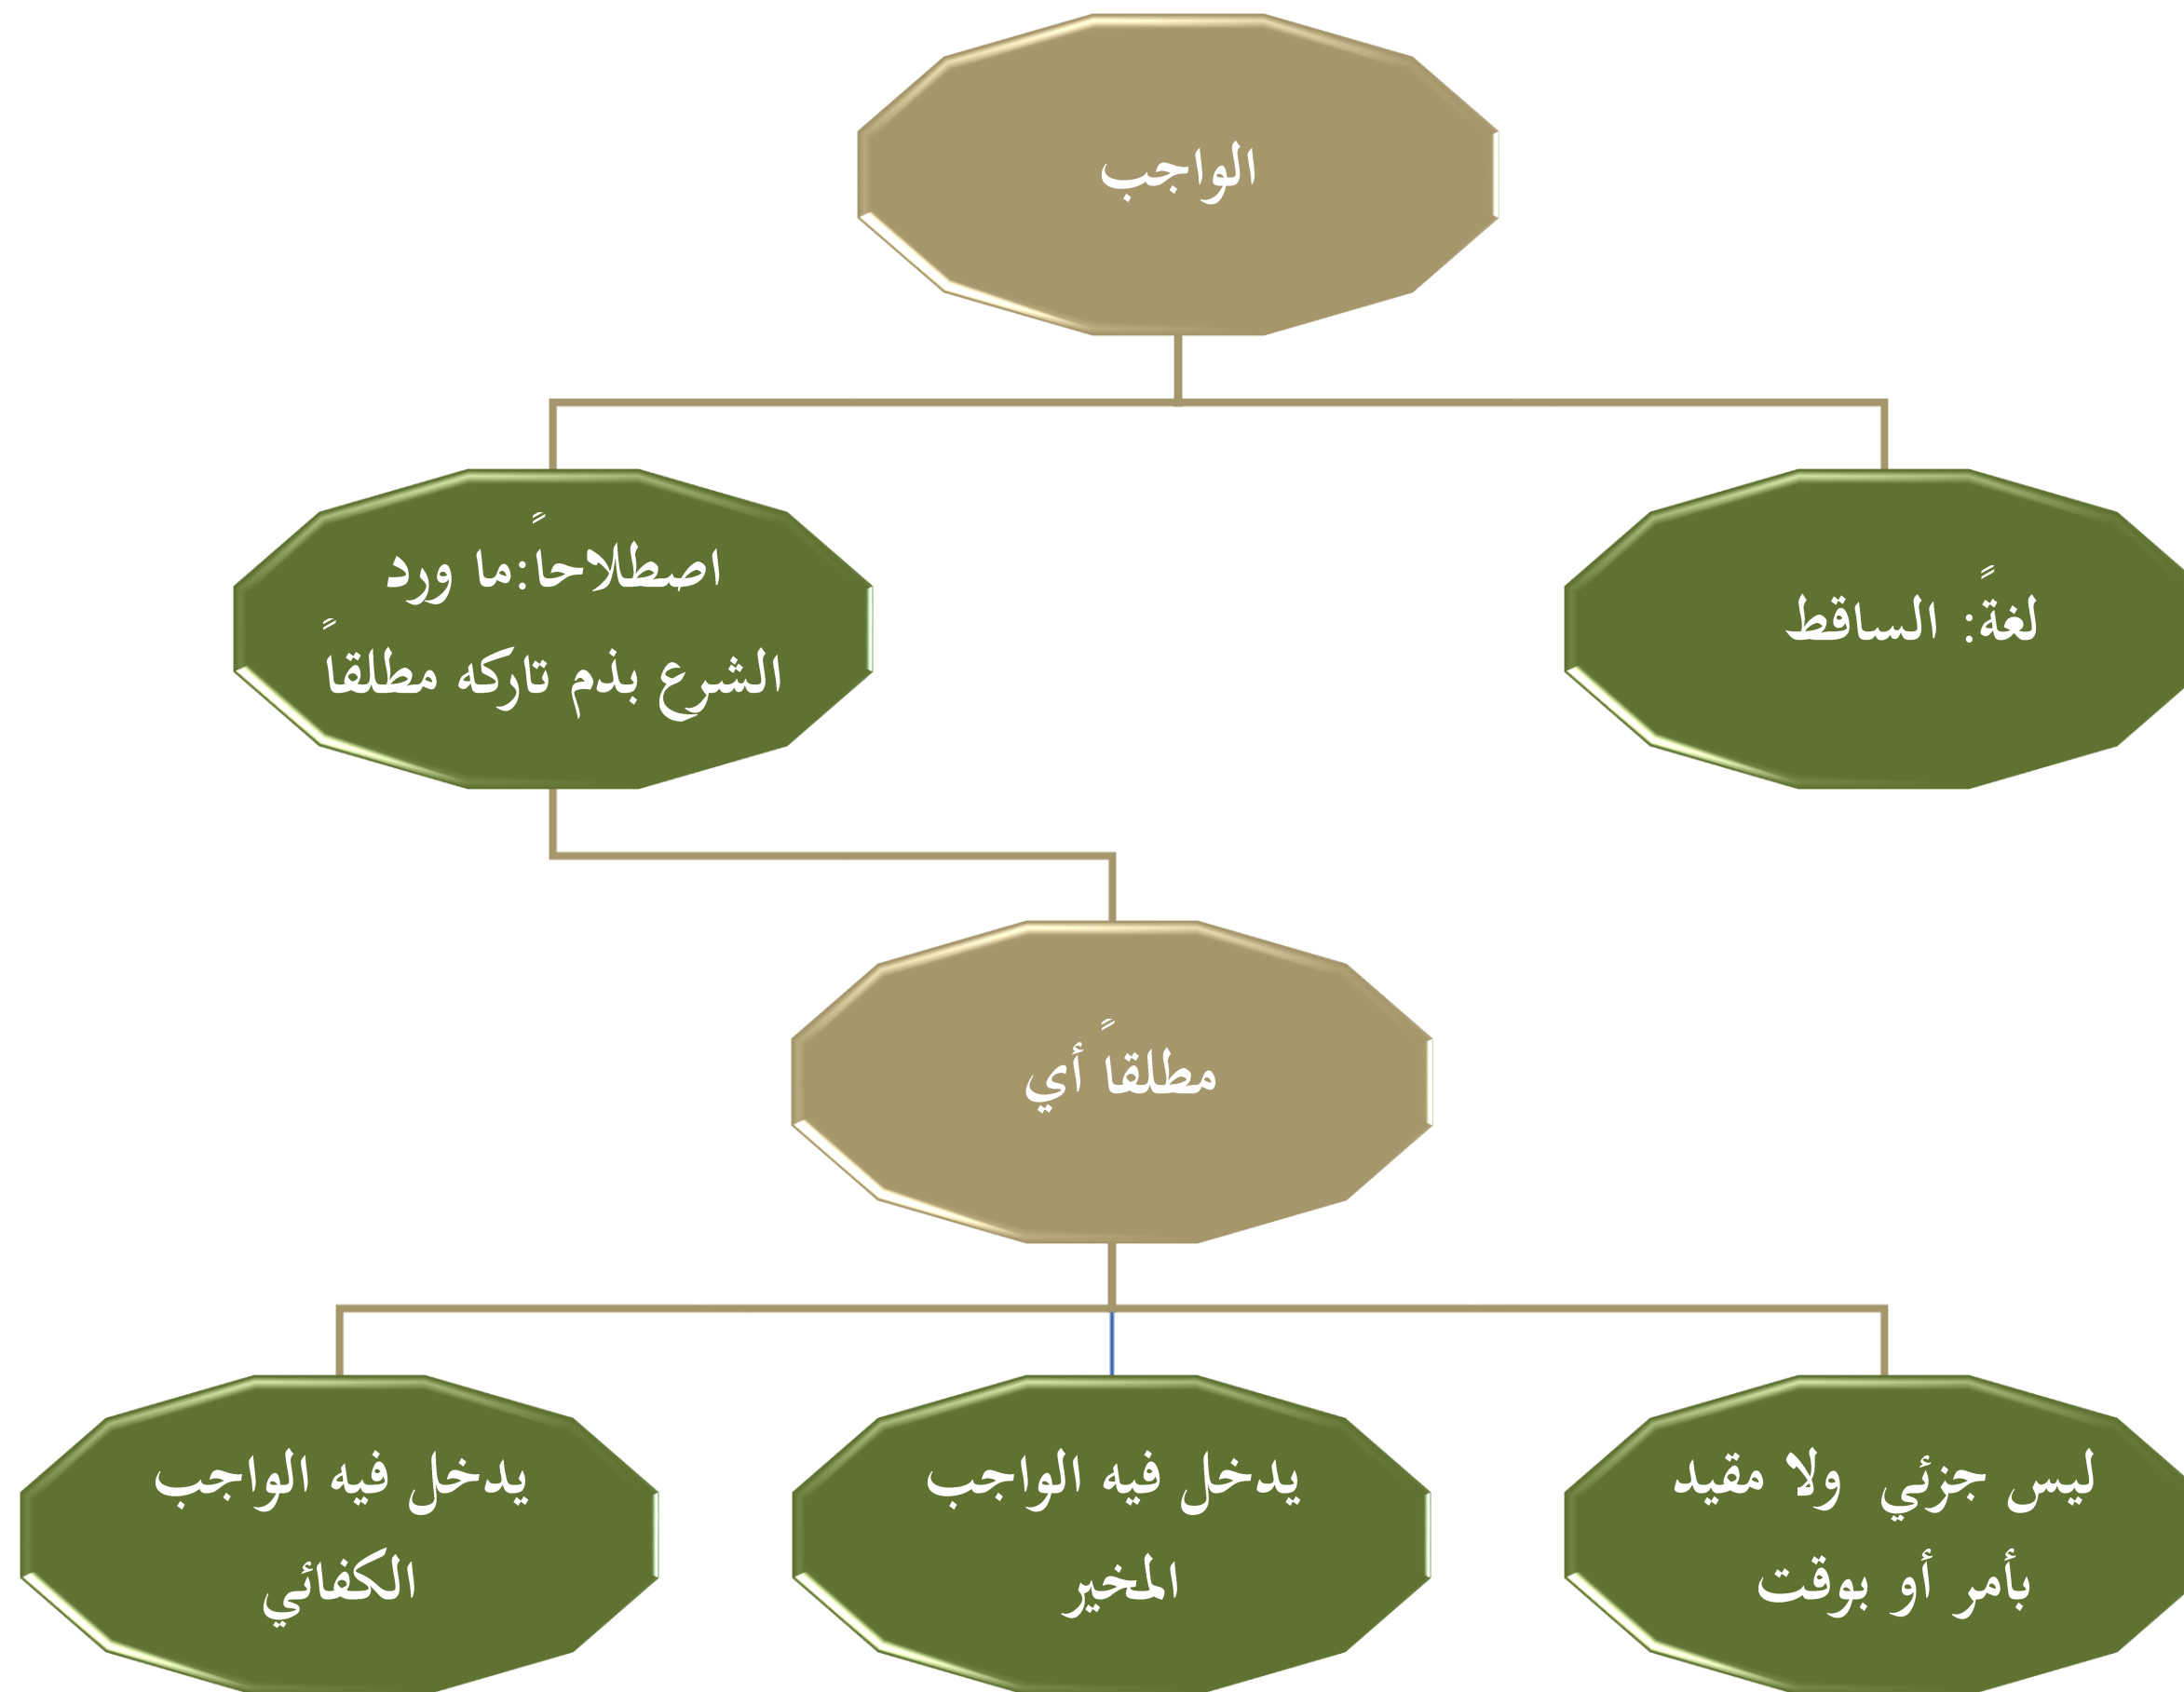 الواجب
لغةً: الساقط
اصطلاحاً:ما ورد
الشرع بذم تاركه مطلقاً
مطلقاً أي
ليس جزئي ولا مقيد
بأمر أو بوقت
يدخل فيه الواجب
المخير
يدخل فيه الواجب
الكفائي